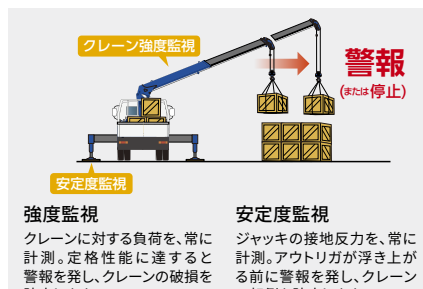 クレーン強度監視
警報
(または停止)
安定度監視
強度監視
クレーンに対する負荷を、常に
計測。定格性能に達すると
警報を発し、クレーンの破損を
安定度監視
ジャッキの接地反力を、常に
計測。アウトリガが浮き上が
る前に警報を発し、クレーン